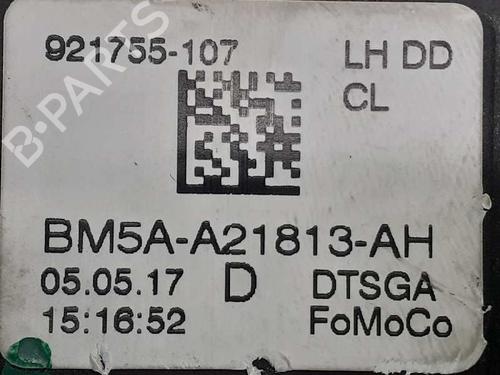 921755-107 LH DD
CL
B-PARTS
BM5A-A21813-AH
05.05.17 D DTSGA
15:16:52 FoMoCo